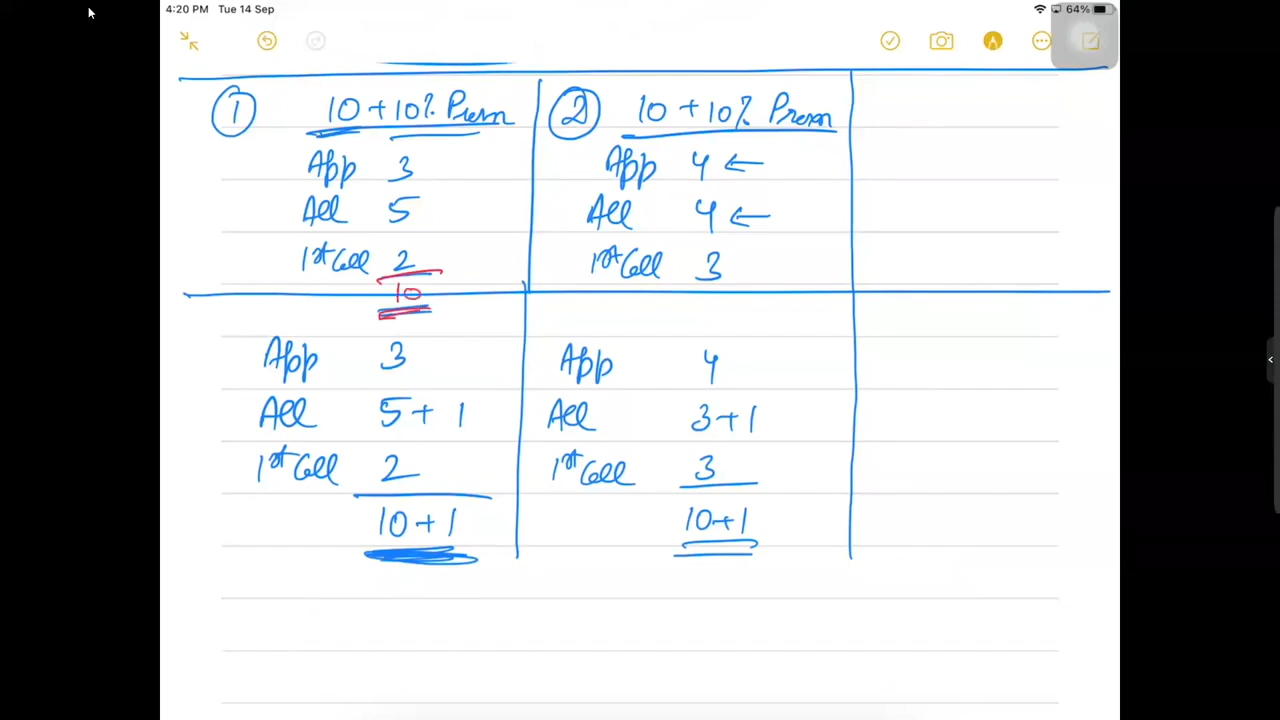 4:20 PM Tue 14 Sep
64%
1 10 + 10% Prem
App 3
All 5
1st Call 2
10
2 10 + 10% Prem
App 4 ←
All 4 ←
1st Call 3
App 3
All 5 + 1
1st Call 2
10 + 1
App 4
All 3 + 1
1st Call 3
10 + 1